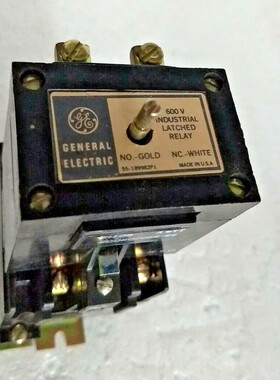 GE
GENERAL
ELECTRIC
600 V
INDUSTRIAL
LATCHED
RELAY
NO.-GOLD NC.-WHITE
MADE IN U.S.A.